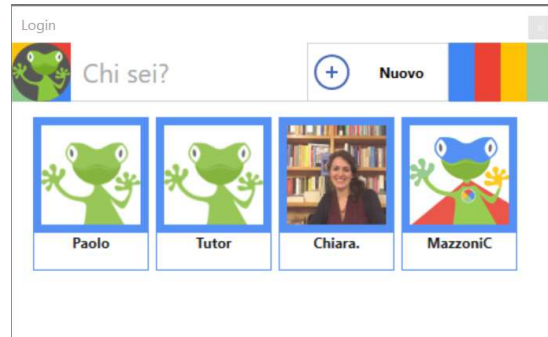 Login
Chi sei?
Nuovo
Paolo
Tutor
Chiara.
MazzoniC